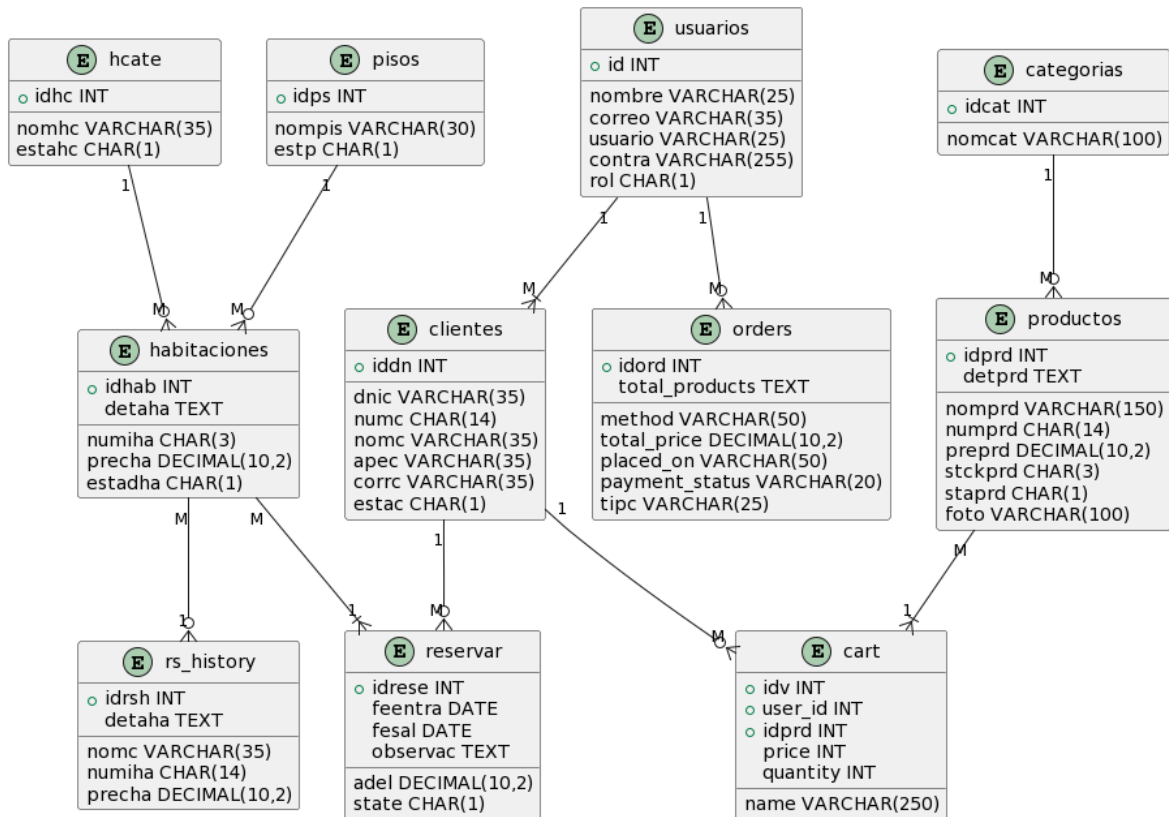 E hcate
idhc INT
nomhc VARCHAR(35)
estahc CHAR(1)
E pisos
idps INT
nompis VARCHAR(30)
estp CHAR(1)
E usuarios
id INT
nombre VARCHAR(25)
correo VARCHAR(35)
usuario VARCHAR(25)
contra VARCHAR(255)
rol CHAR(1)
E categorias
idcat INT
nomcat VARCHAR(100)
1
1
1
1
1
M
M
M
M
M
E habitaciones
idhab INT
detaha TEXT
numiha CHAR(3)
precha DECIMAL(10,2)
estadha CHAR(1)
E clientes
iddn INT
dnic VARCHAR(35)
numc CHAR(14)
nomc VARCHAR(35)
apec VARCHAR(35)
corrc VARCHAR(35)
estac CHAR(1)
E orders
idord INT
total_products TEXT
method VARCHAR(50)
total_price DECIMAL(10,2)
placed_on VARCHAR(50)
payment_status VARCHAR(20)
tipc VARCHAR(25)
E productos
idprd INT
detprd TEXT
nomprd VARCHAR(150)
numprd CHAR(14)
preprd DECIMAL(10,2)
stckprd CHAR(3)
staprd CHAR(1)
foto VARCHAR(100)
M
M
1
1
M
1
1
M
M
1
E rs_history
idrsh INT
detaha TEXT
nomc VARCHAR(35)
numiha CHAR(14)
precha DECIMAL(10,2)
E reservar
idrese INT
feentra DATE
fesal DATE
observac TEXT
adel DECIMAL(10,2)
state CHAR(1)
E cart
idv INT
user_id INT
idprd INT
price INT
quantity INT
name VARCHAR(250)